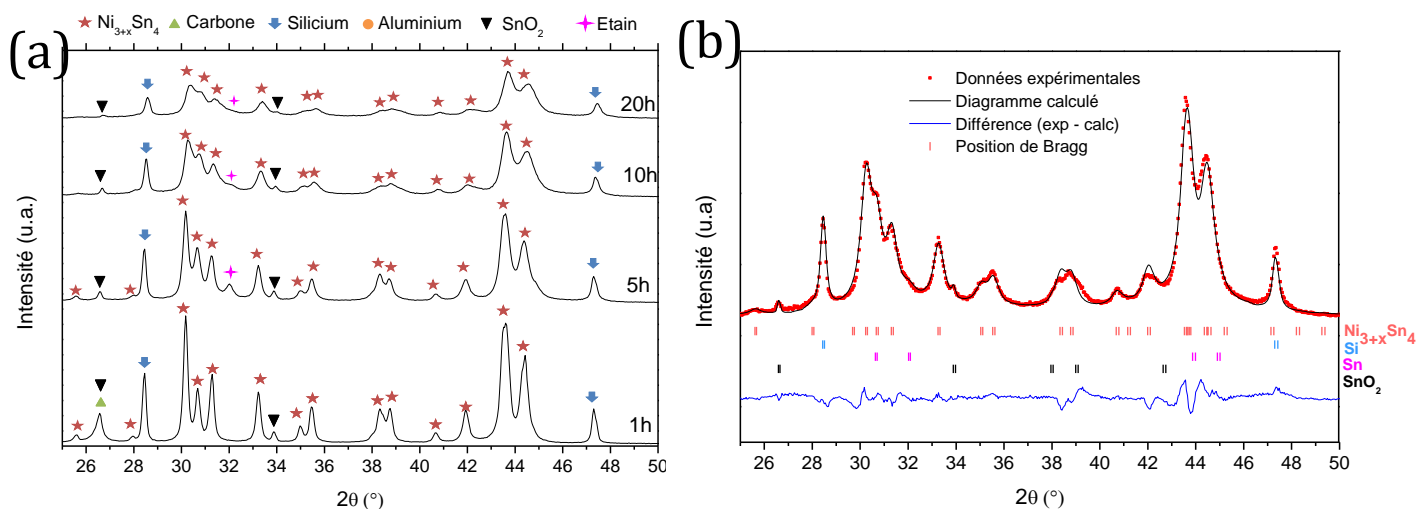 Ni3+xSn4 Carbone Silicium Aluminium SnO2 Etain
(a)
20h
10h
5h
1h
Intensité (u.a.)
26 28 30 32 34 36 38 40 42 44 46 48 50
2θ (°)
(b)
Données expérimentales
Diagramme calculé
Différence (exp - calc)
Position de Bragg
Ni3+xSn4
Si
Sn
SnO2
Intensité (u.a)
26 28 30 32 34 36 38 40 42 44 46 48 50
2θ (°)